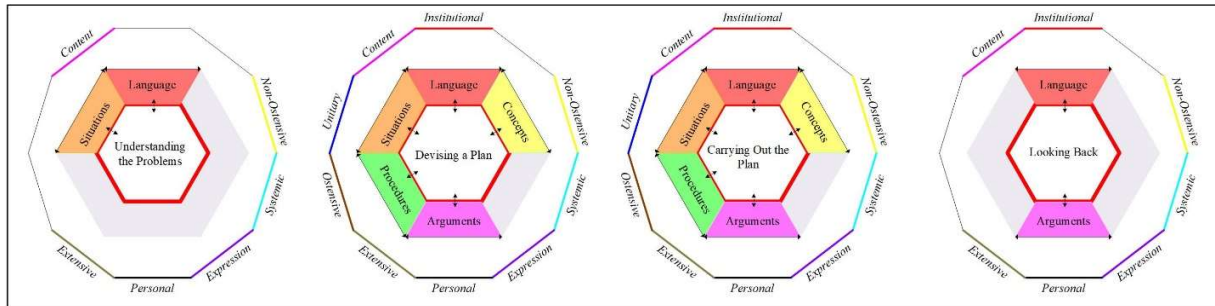 Content
Non-Ostensive
Systemic
Expression
Personal
Extensive
Language
Situations
Understanding
the Problems
Institutional
Content
Non-Ostensive
Systemic
Expression
Personal
Extensive
Ostensive
Unitary
Language
Concepts
Situations
Procedures
Arguments
Devising a Plan
Institutional
Content
Non-Ostensive
Systemic
Expression
Personal
Extensive
Ostensive
Unitary
Language
Concepts
Situations
Procedures
Arguments
Carrying Out the
Plan
Institutional
Content
Non-Ostensive
Systemic
Expression
Personal
Extensive
Language
Arguments
Looking Back